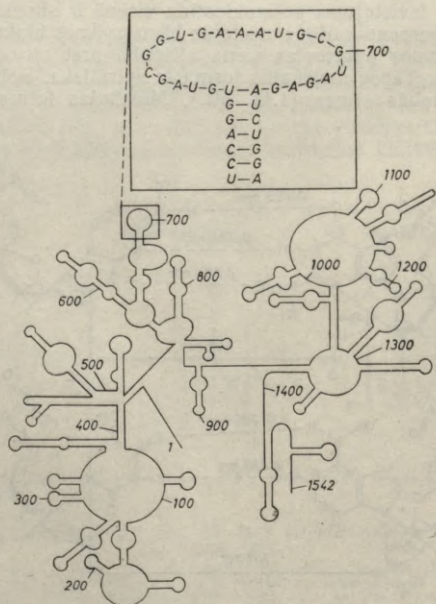 G G U G A A A U G C G
700
C G A U G U - A G A G A U
G - U
G - C
A - U
C - G
C - G
U - A
1100
700
800
600
1000
1200
500
1300
1400
400
1
900
300
100
1542
200